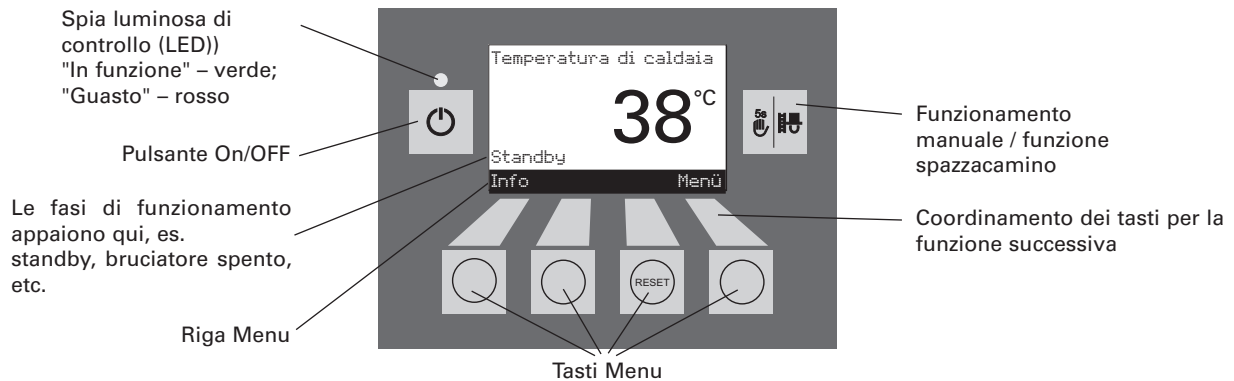 Spia luminosa di
controllo (LED))
"In funzione" – verde;
"Guasto" – rosso
Pulsante On/OFF
Le fasi di funzionamento
appaiono qui, es.
standby, bruciatore spento,
etc.
Riga Menu
Temperatura di caldaia
38°C
Standby
Info Menü
5s
RESET
Tasti Menu
Funzionamento
manuale / funzione
spazzacamino
Coordinamento dei tasti per la
funzione successiva